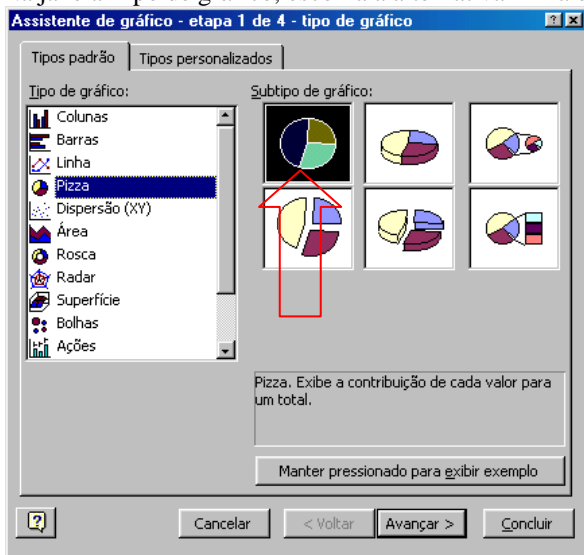 Assistente de gráfico - etapa 1 de 4 - tipo de gráfico
Tipos padrão
Tipos personalizados
Tipo de gráfico:
Colunas
Barras
Linha
Pizza
Dispersão (XY)
Área
Rosca
Radar
Superfície
Bolhas
Ações
Subtipo de gráfico:
Pizza. Exibe a contribuição de cada valor para
um total.
Manter pressionado para exibir exemplo
Cancelar
< Voltar
Avançar >
Concluir